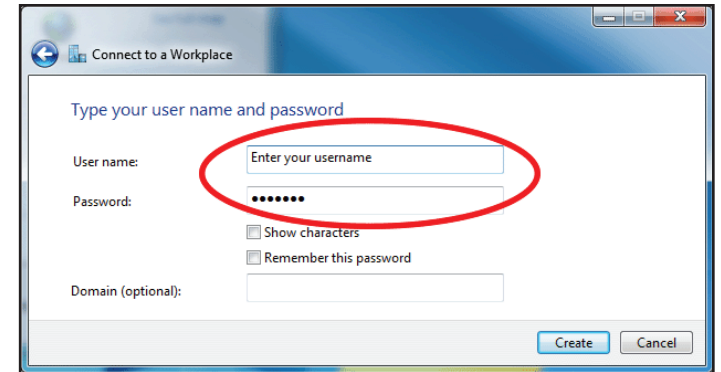 Connect to a Workplace
Type your user name and password
User name:
Enter your username
Password:
•••••••
Show characters
Remember this password
Domain (optional):
Create
Cancel